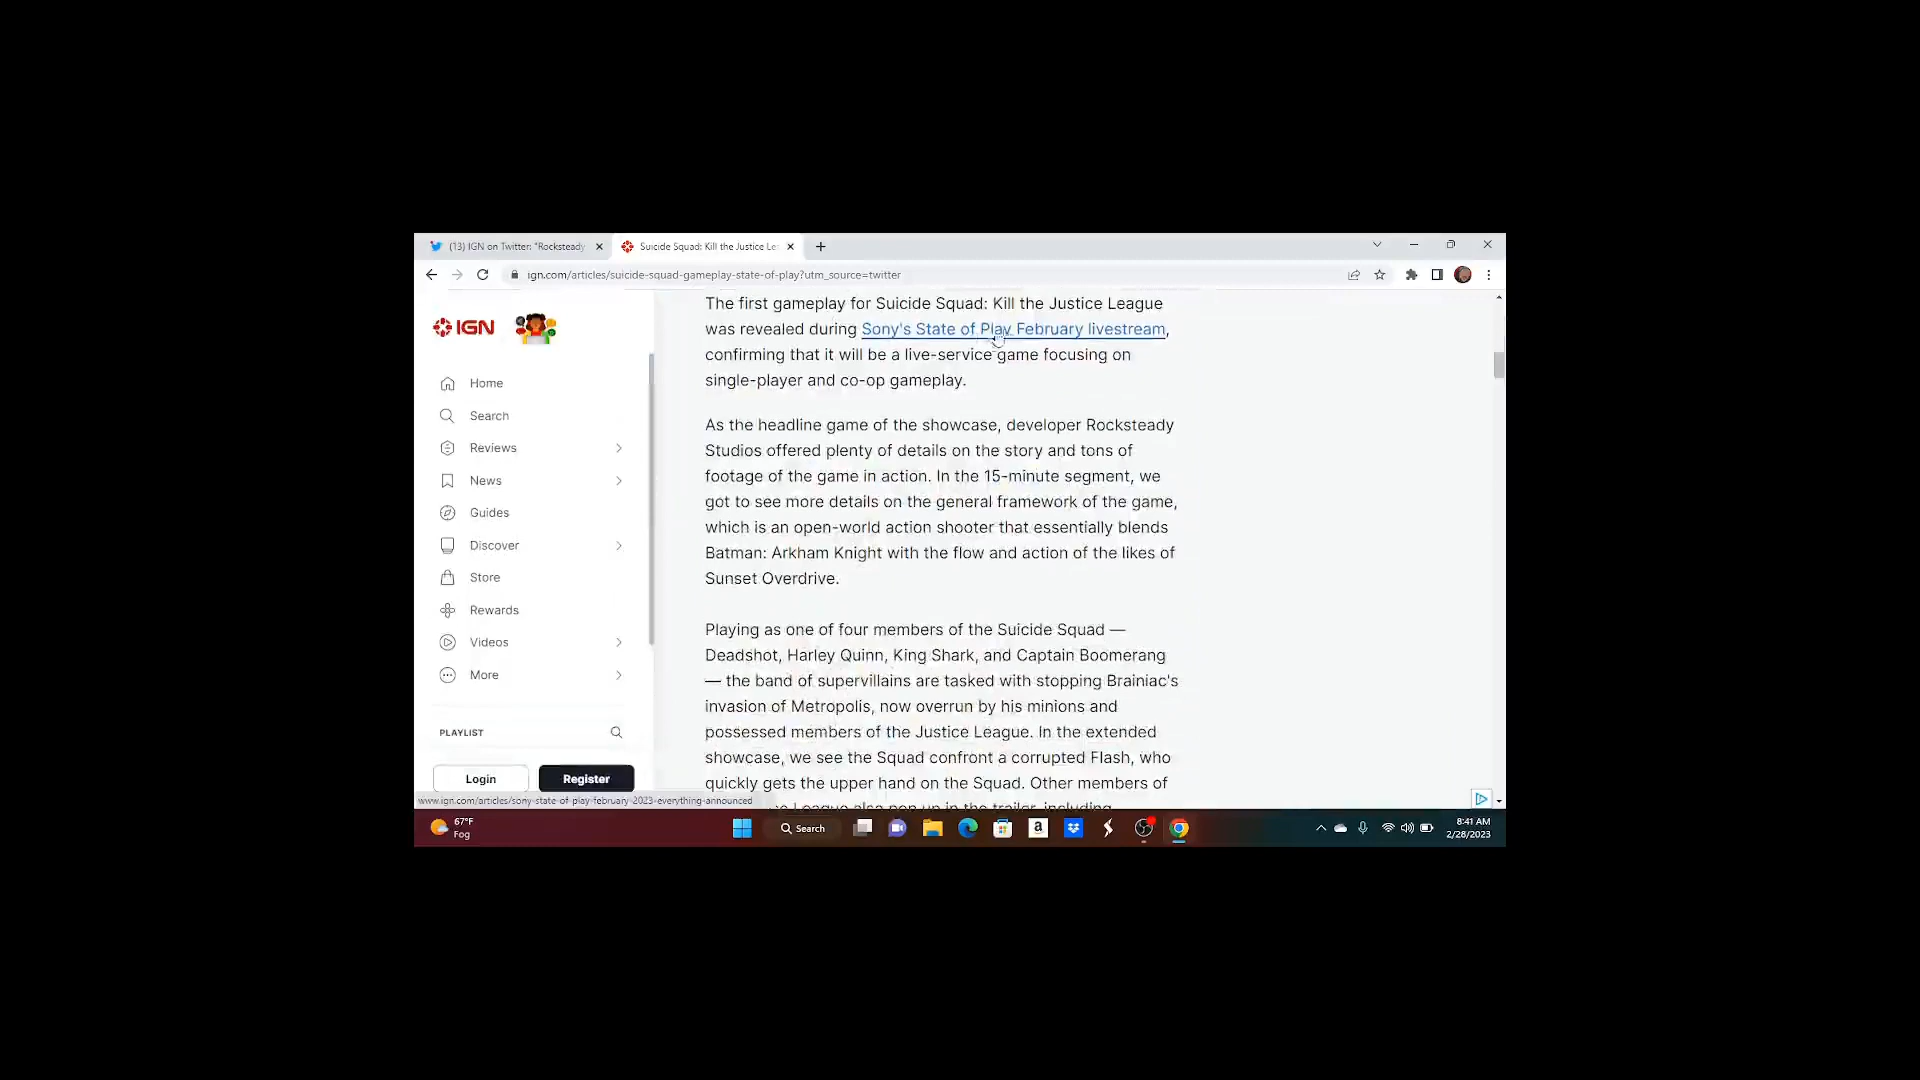 (13) IGN on Twitter: "Rocksteady
Suicide Squad: Kill the Justice Le
ign.com/articles/suicide-squad-gameplay-state-of-play?utm_source=twitter
IGN
Home
Search
Reviews
News
Guides
Discover
Store
Rewards
Videos
More
PLAYLIST
Login
Register
The first gameplay for Suicide Squad: Kill the Justice League
was revealed during Sony's State of Play February livestream,
confirming that it will be a live-service game focusing on
single-player and co-op gameplay.
As the headline game of the showcase, developer Rocksteady
Studios offered plenty of details on the story and tons of
footage of the game in action. In the 15-minute segment, we
got to see more details on the general framework of the game,
which is an open-world action shooter that essentially blends
Batman: Arkham Knight with the flow and action of the likes of
Sunset Overdrive.
Playing as one of four members of the Suicide Squad —
Deadshot, Harley Quinn, King Shark, and Captain Boomerang
— the band of supervillains are tasked with stopping Brainiac's
invasion of Metropolis, now overrun by his minions and
possessed members of the Justice League. In the extended
showcase, we see the Squad confront a corrupted Flash, who
quickly gets the upper hand on the Squad. Other members of
League also pop up in the trailer, including
www.ign.com/articles/sony-state-of-play-february-2023-everything-announced
67°F
Fog
Search
a
8:41 AM
2/28/2023